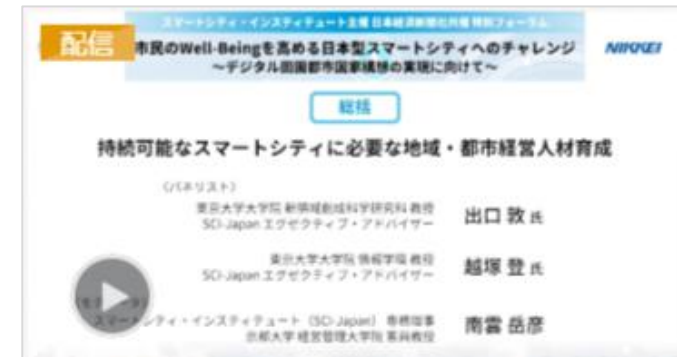 スマートシティ・インスティテュート主催 日本経済新聞社共催 特別フォーラム
配信
市民のWell-Beingを高める日本型スマートシティへのチャレンジ
NIKKEI
～デジタル田園都市国家構想の実現に向けて～
総括
持続可能なスマートシティに必要な地域・都市経営人材育成
（パネリスト）
東京大学大学院 新領域創成科学研究科 教授
SCI-Japan エグゼクティブ・アドバイザー
出口 敦 氏
東京大学大学院 情報学環 教授
SCI-Japan エグゼクティブ・アドバイザー
越塚 登 氏
スマートシティ・インスティテュート（SCI-Japan） 専務理事
京都大学 経営管理大学院 客員教授
南雲 岳彦